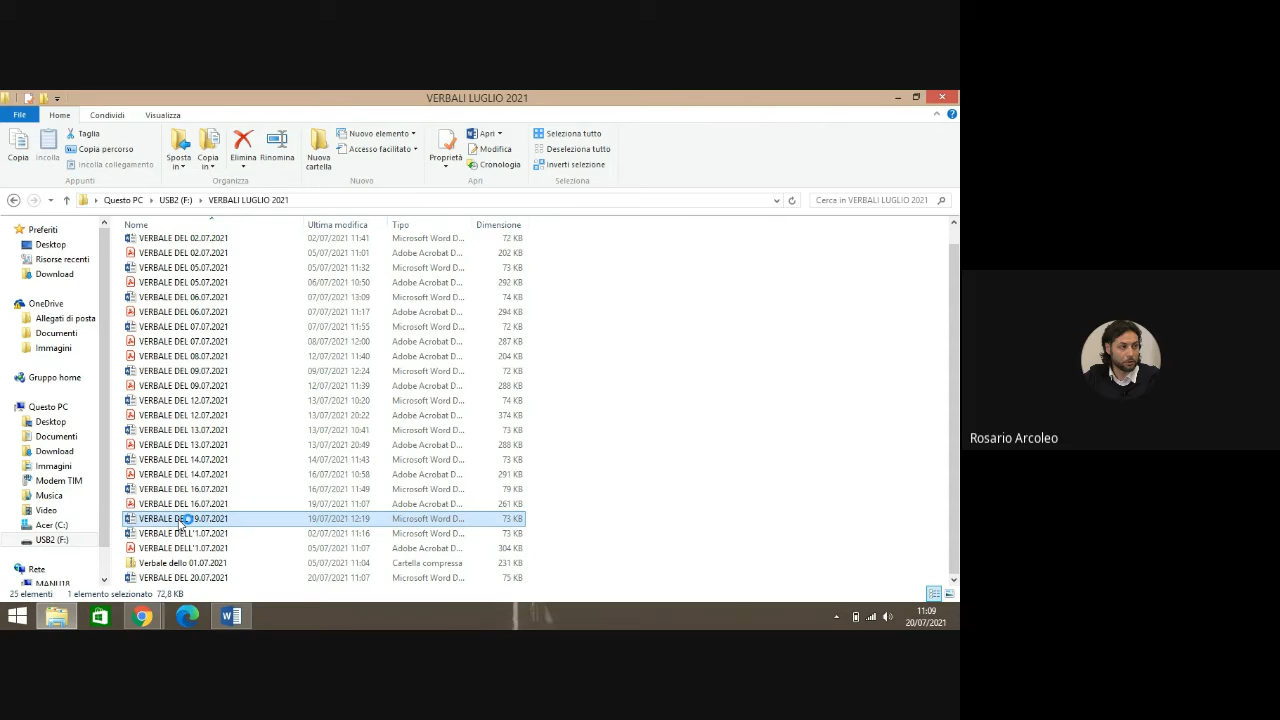 VERBALI LUGLIO 2021
File Home Condividi Visualizza
Copia Incolla Taglia Copia percorso Incolla collegamento Appunti
Sposta in Copia in Elimina Rinomina Organizza
Nuova cartella Nuovo elemento Accesso facilitato Nuovo
Proprietà Apri Modifica Cronologia Apri
Seleziona tutto Deseleziona tutto Inverti selezione Seleziona
Questo PC USB2 (F:) VERBALI LUGLIO 2021 Cerca in VERBALI LUGLIO 2021
Preferiti
Desktop
Risorse recenti
Download
OneDrive
Allegati di posta
Documenti
Immagini
Gruppo home
Questo PC
Desktop
Documenti
Download
Immagini
Modem TIM
Musica
Video
Acer (C:)
USB2 (F:)
Rete
MANU18
Nome Ultima modifica Tipo Dimensione
VERBALE DEL 02.07.2021 02/07/2021 11:41 Microsoft Word D... 72 KB
VERBALE DEL 02.07.2021 05/07/2021 11:01 Adobe Acrobat D... 202 KB
VERBALE DEL 05.07.2021 05/07/2021 11:32 Microsoft Word D... 73 KB
VERBALE DEL 05.07.2021 06/07/2021 10:50 Adobe Acrobat D... 292 KB
VERBALE DEL 06.07.2021 07/07/2021 13:09 Microsoft Word D... 74 KB
VERBALE DEL 06.07.2021 07/07/2021 11:17 Adobe Acrobat D... 294 KB
VERBALE DEL 07.07.2021 07/07/2021 11:55 Microsoft Word D... 72 KB
VERBALE DEL 07.07.2021 08/07/2021 12:00 Adobe Acrobat D... 287 KB
VERBALE DEL 08.07.2021 12/07/2021 11:40 Adobe Acrobat D... 204 KB
VERBALE DEL 09.07.2021 09/07/2021 12:24 Microsoft Word D... 72 KB
VERBALE DEL 09.07.2021 12/07/2021 11:39 Adobe Acrobat D... 288 KB
VERBALE DEL 12.07.2021 13/07/2021 10:20 Microsoft Word D... 74 KB
VERBALE DEL 12.07.2021 13/07/2021 20:22 Adobe Acrobat D... 374 KB
VERBALE DEL 13.07.2021 13/07/2021 10:41 Microsoft Word D... 73 KB
VERBALE DEL 13.07.2021 13/07/2021 20:49 Adobe Acrobat D... 288 KB
VERBALE DEL 14.07.2021 14/07/2021 11:43 Microsoft Word D... 73 KB
VERBALE DEL 14.07.2021 16/07/2021 10:58 Adobe Acrobat D... 291 KB
VERBALE DEL 16.07.2021 16/07/2021 11:49 Microsoft Word D... 79 KB
VERBALE DEL 16.07.2021 19/07/2021 11:07 Adobe Acrobat D... 261 KB
VERBALE DE 9.07.2021 19/07/2021 12:19 Microsoft Word D... 73 KB
VERBALE DELL'1.07.2021 02/07/2021 11:16 Microsoft Word D... 73 KB
VERBALE DELL'1.07.2021 05/07/2021 11:07 Adobe Acrobat D... 304 KB
Verbale dello 01.07.2021 05/07/2021 11:04 Cartella compressa 231 KB
VERBALE DEL 20.07.2021 20/07/2021 11:07 Microsoft Word D... 75 KB
25 elementi 1 elemento selezionato 72,8 KB
11:09
20/07/2021
Rosario Arcoleo